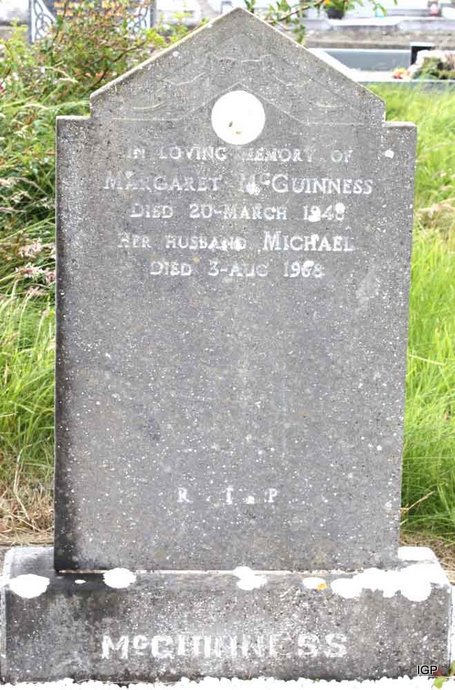 IN LOVING MEMORY OF
MARGARET McGUINNESS
DIED 20-MARCH 1948
HER HUSBAND MICHAEL
DIED 3-AUG 1968
R. I. P
McGUINNESS
IGP